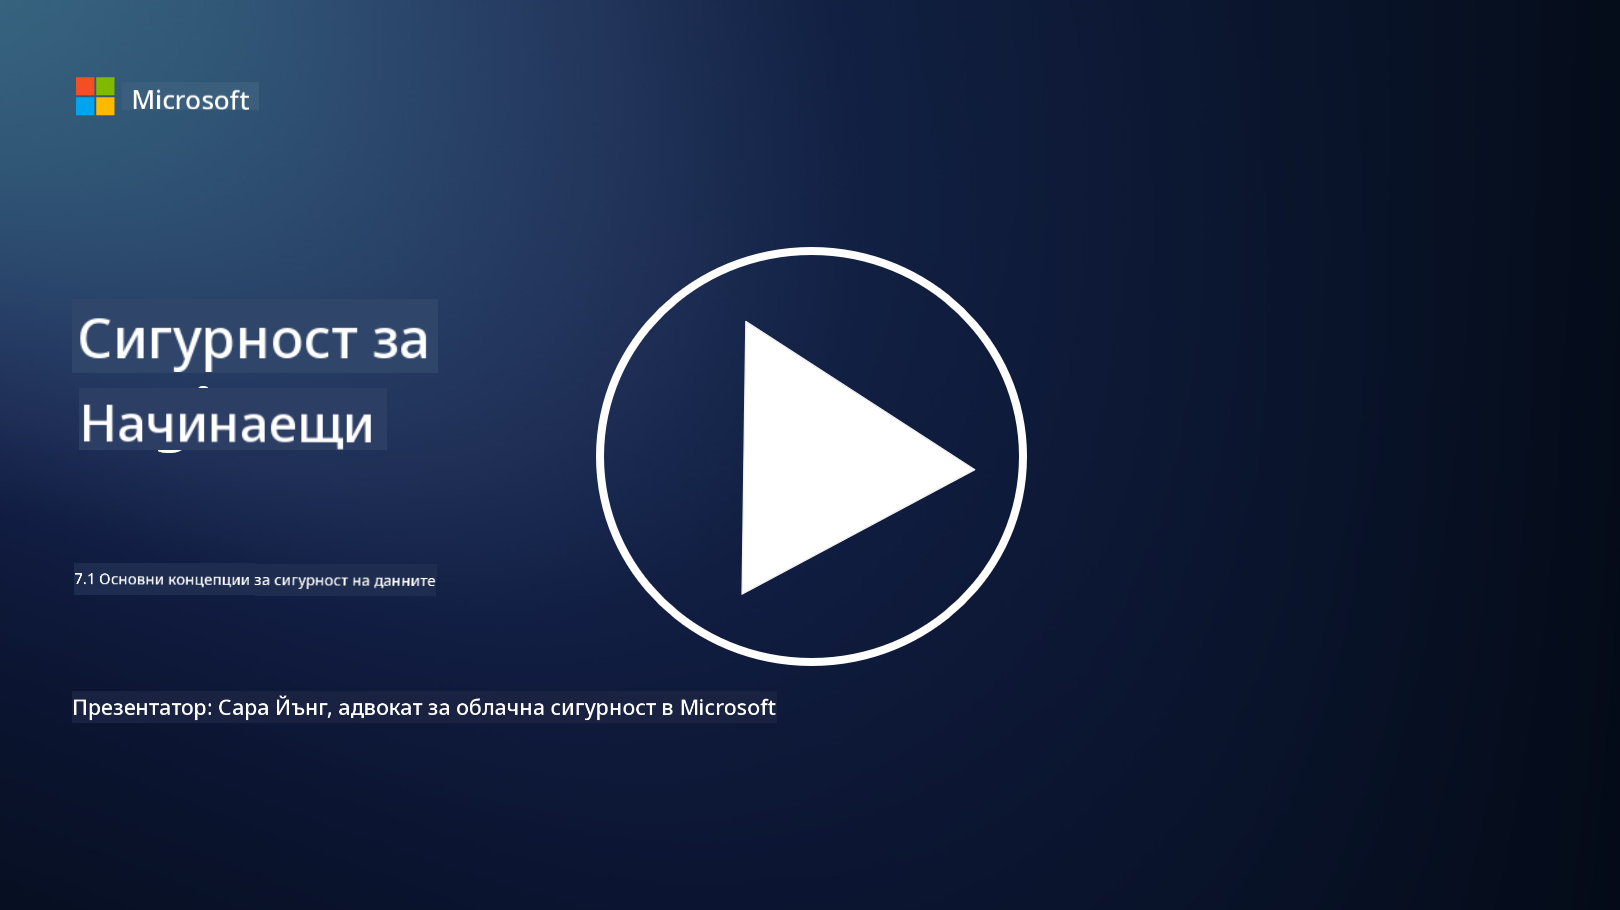 Microsoft
Сигурност за
Начинаещи
7.1 Основни концепции за сигурност на данните
Презентатор: Сара Йънг, адвокат за облачна сигурност в Microsoft